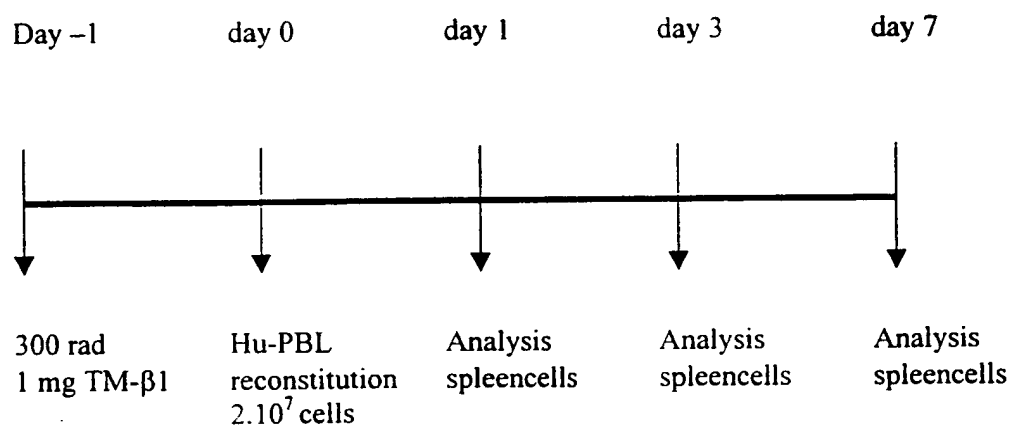 Day –1 day 0 day 1 day 3 day 7
300 rad Hu-PBL Analysis Analysis Analysis
1 mg TM-β1 reconstitution spleencells spleencells spleencells
2.10⁷ cells